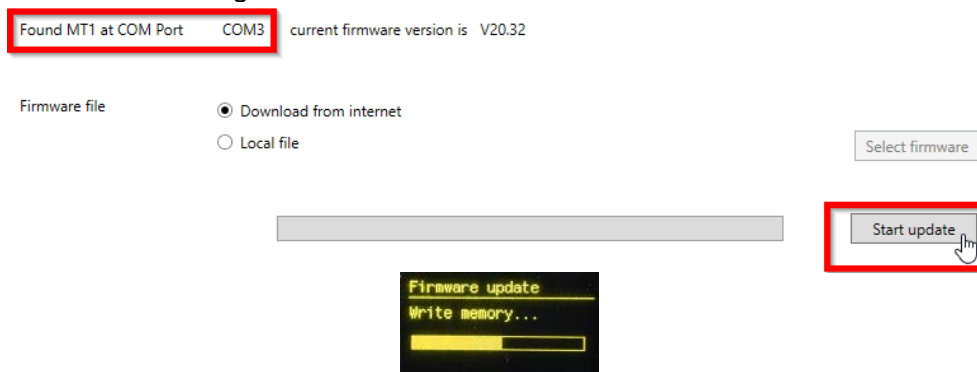 Found MT1 at COM Port COM3 current firmware version is V20.32
Firmware file
Download from internet
Local file
Select firmware
Start update
Firmware update
Write memory...